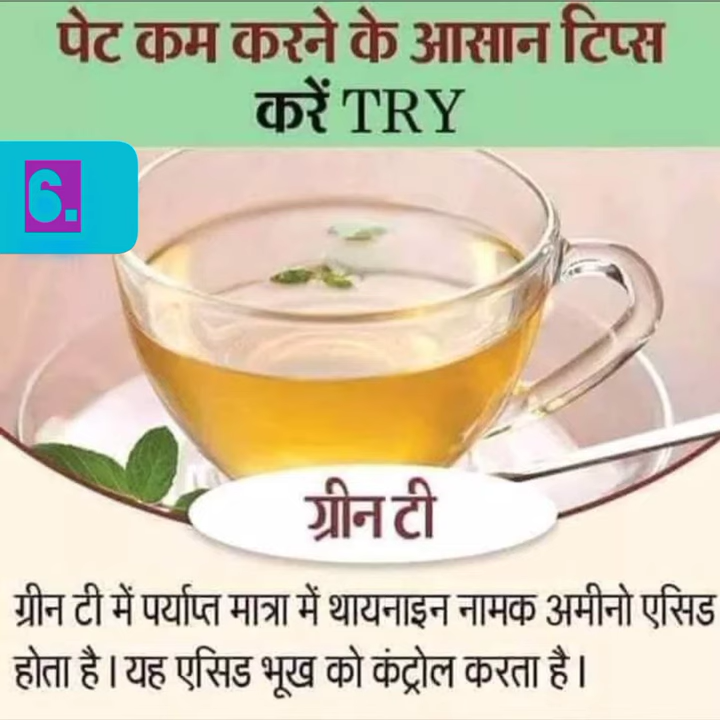 पेट कम करने के आसान टिप्स
करें TRY
6.
ग्रीन टी
ग्रीन टी में पर्याप्त मात्रा में थायनाइन नामक अमीनो एसिड
होता है। यह एसिड भूख को कंट्रोल करता है।